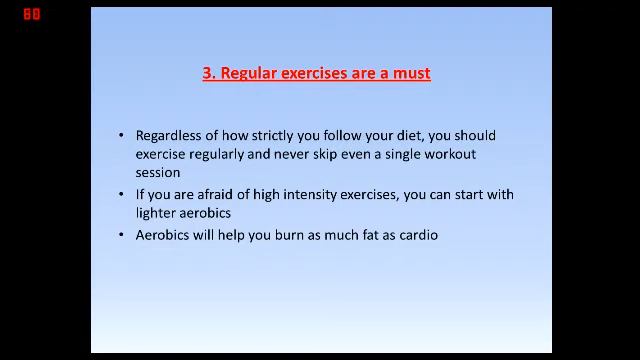 80
3. Regular exercises are a must
• Regardless of how strictly you follow your diet, you should
exercise regularly and never skip even a single workout
session
• If you are afraid of high intensity exercises, you can start with
lighter aerobics
• Aerobics will help you burn as much fat as cardio